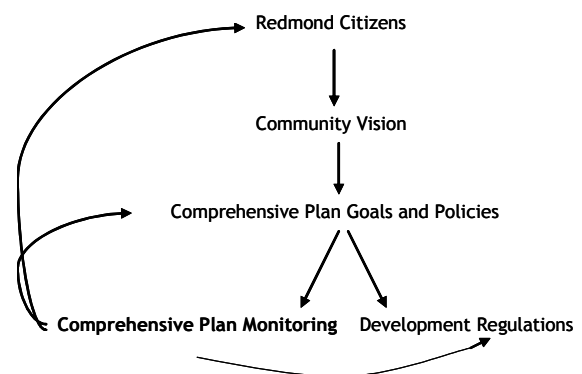 Redmond Citizens
Community Vision
Comprehensive Plan Goals and Policies
Comprehensive Plan Monitoring
Development Regulations